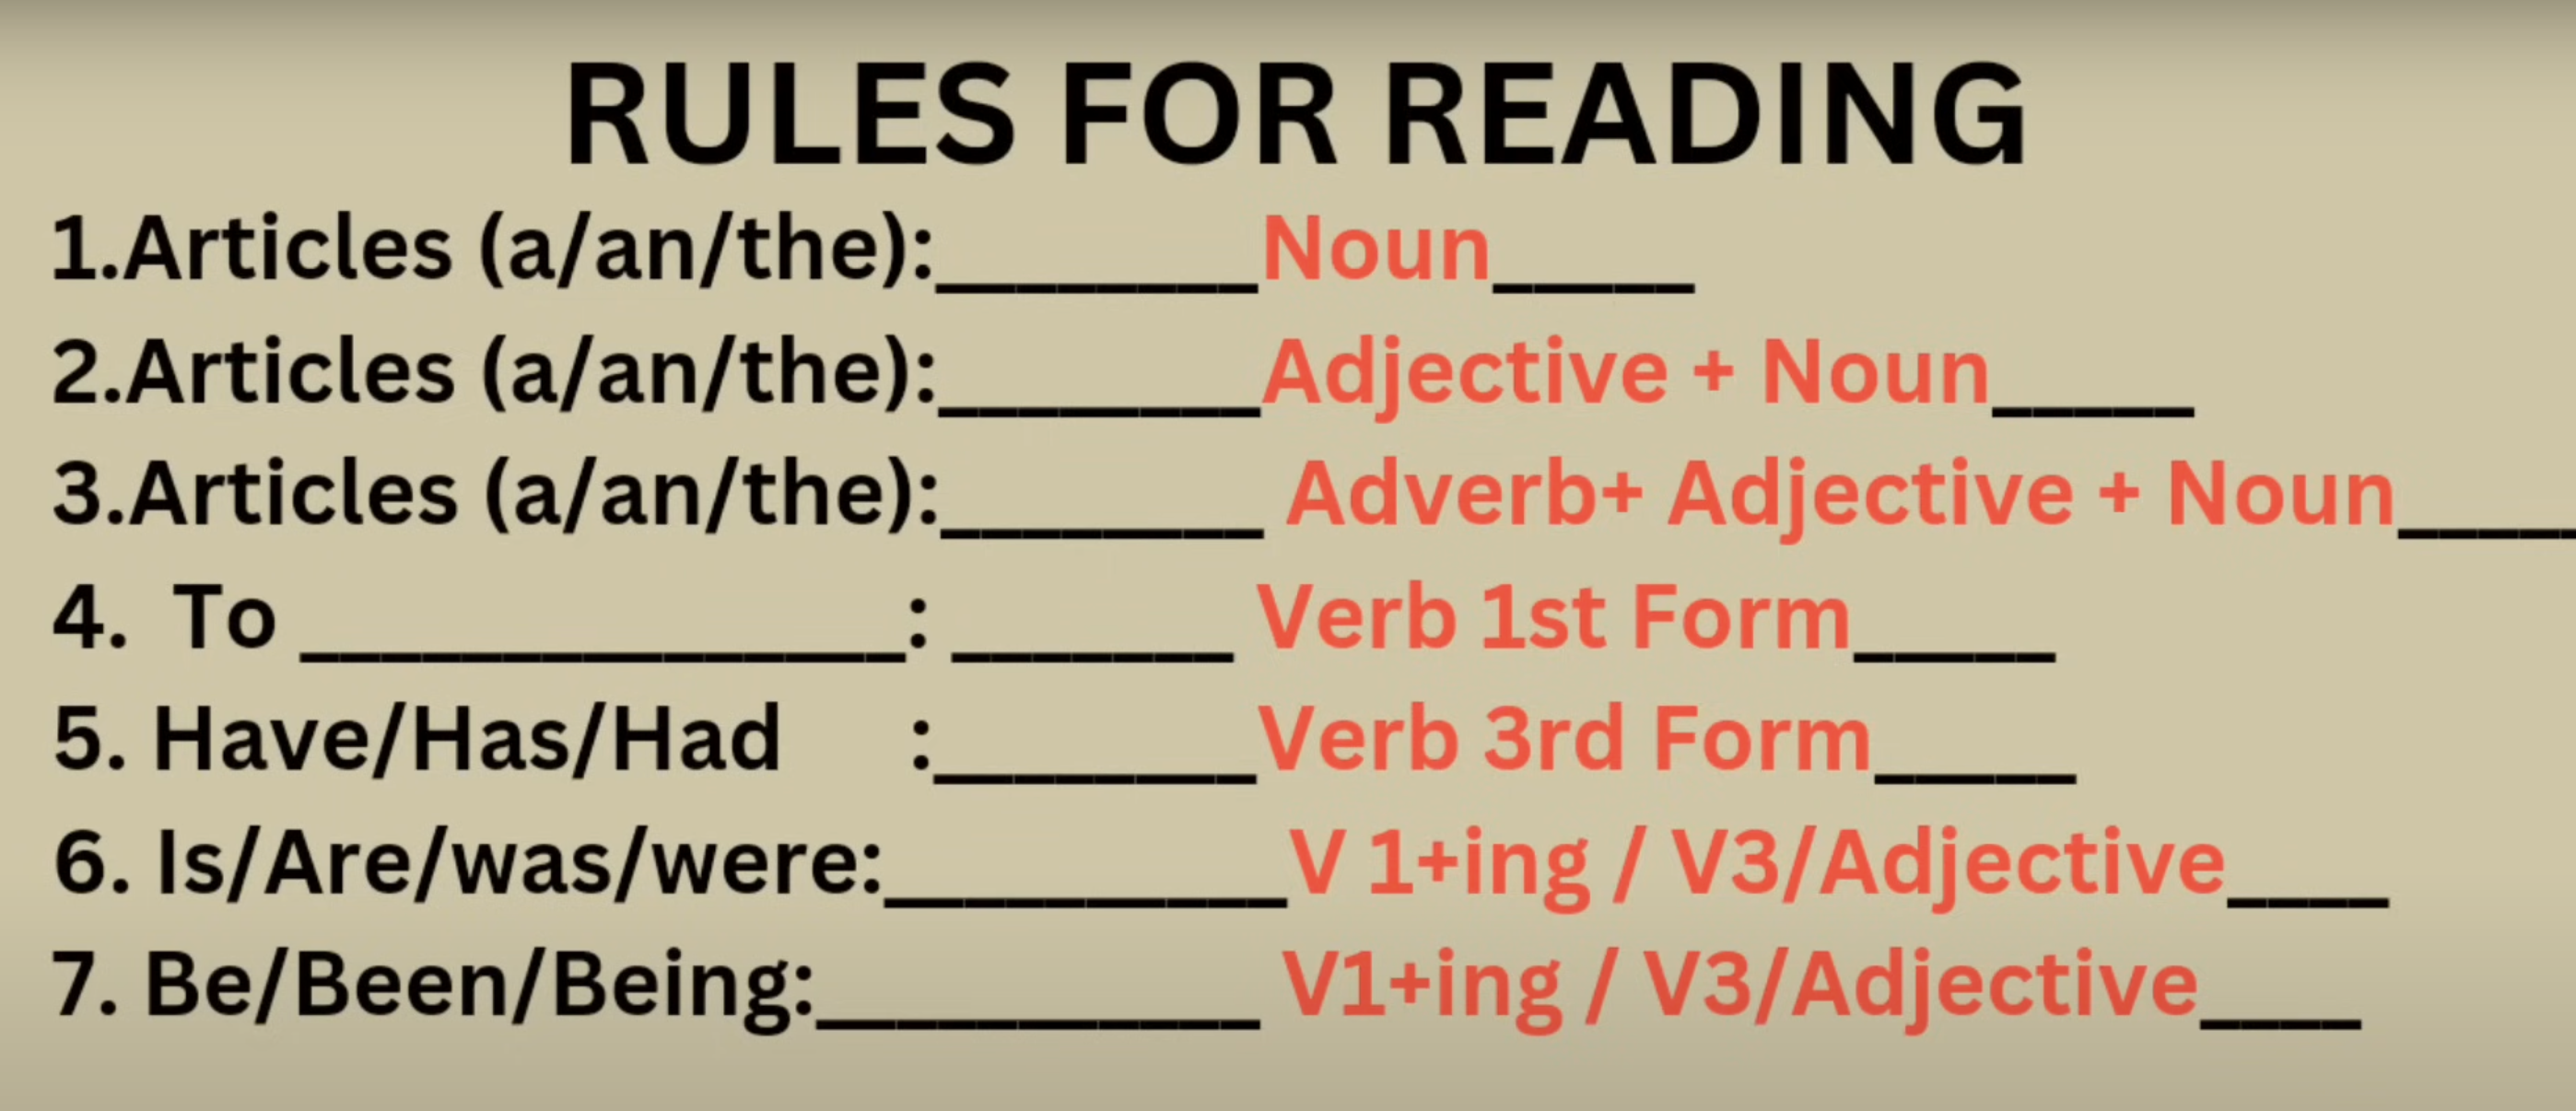 RULES FOR READING
1.Articles (a/an/the):________Noun_____
2.Articles (a/an/the):________Adjective + Noun_____
3.Articles (a/an/the):________ Adverb+ Adjective + Noun_____
4. To _______________: _______ Verb 1st Form_____
5. Have/Has/Had :________Verb 3rd Form_____
6. Is/Are/was/were:__________V 1+ing / V3/Adjective____
7. Be/Been/Being:___________ V1+ing / V3/Adjective____